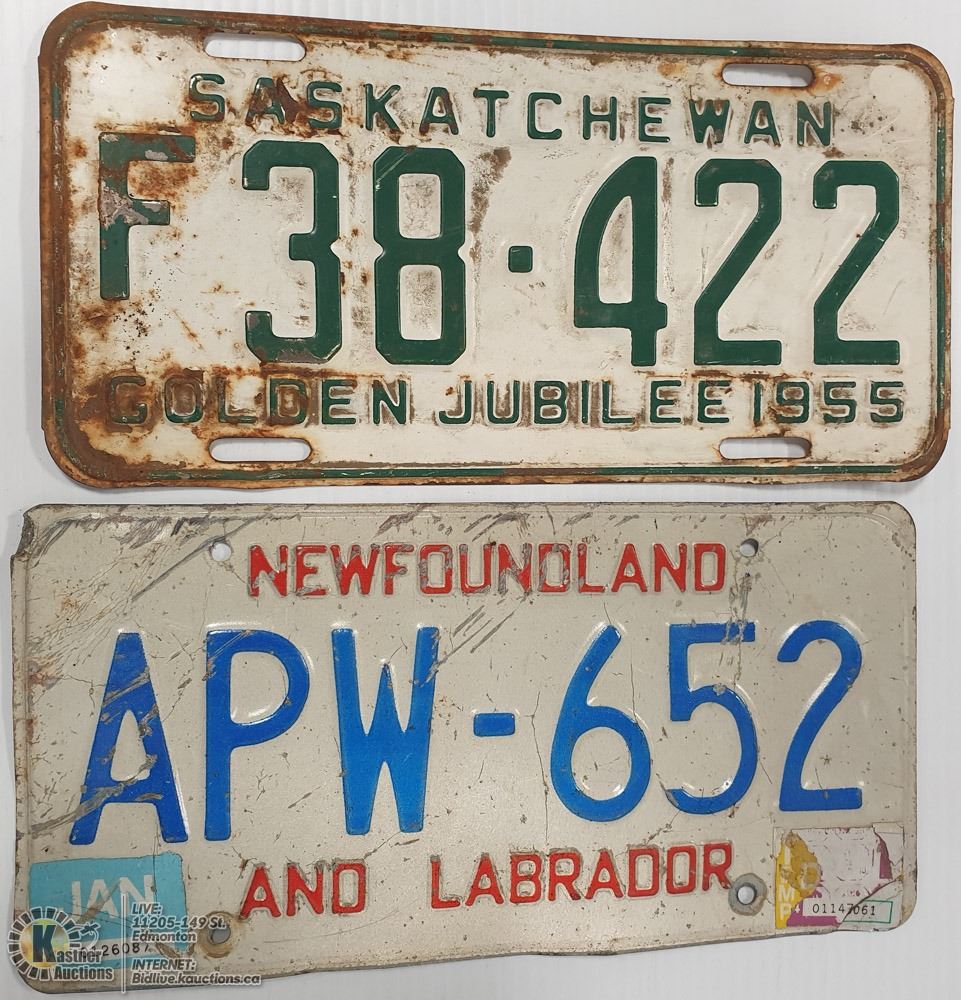 SASKATCHEWAN
F 38·422
GOLDEN JUBILEE 1955
NEWFOUNDLAND
APW-652
AND LABRADOR
JAN
01147061
Kastner
Auctions
LIVE:
11205-149 St.
Edmonton
INTERNET:
Bidlive.kauctions.ca